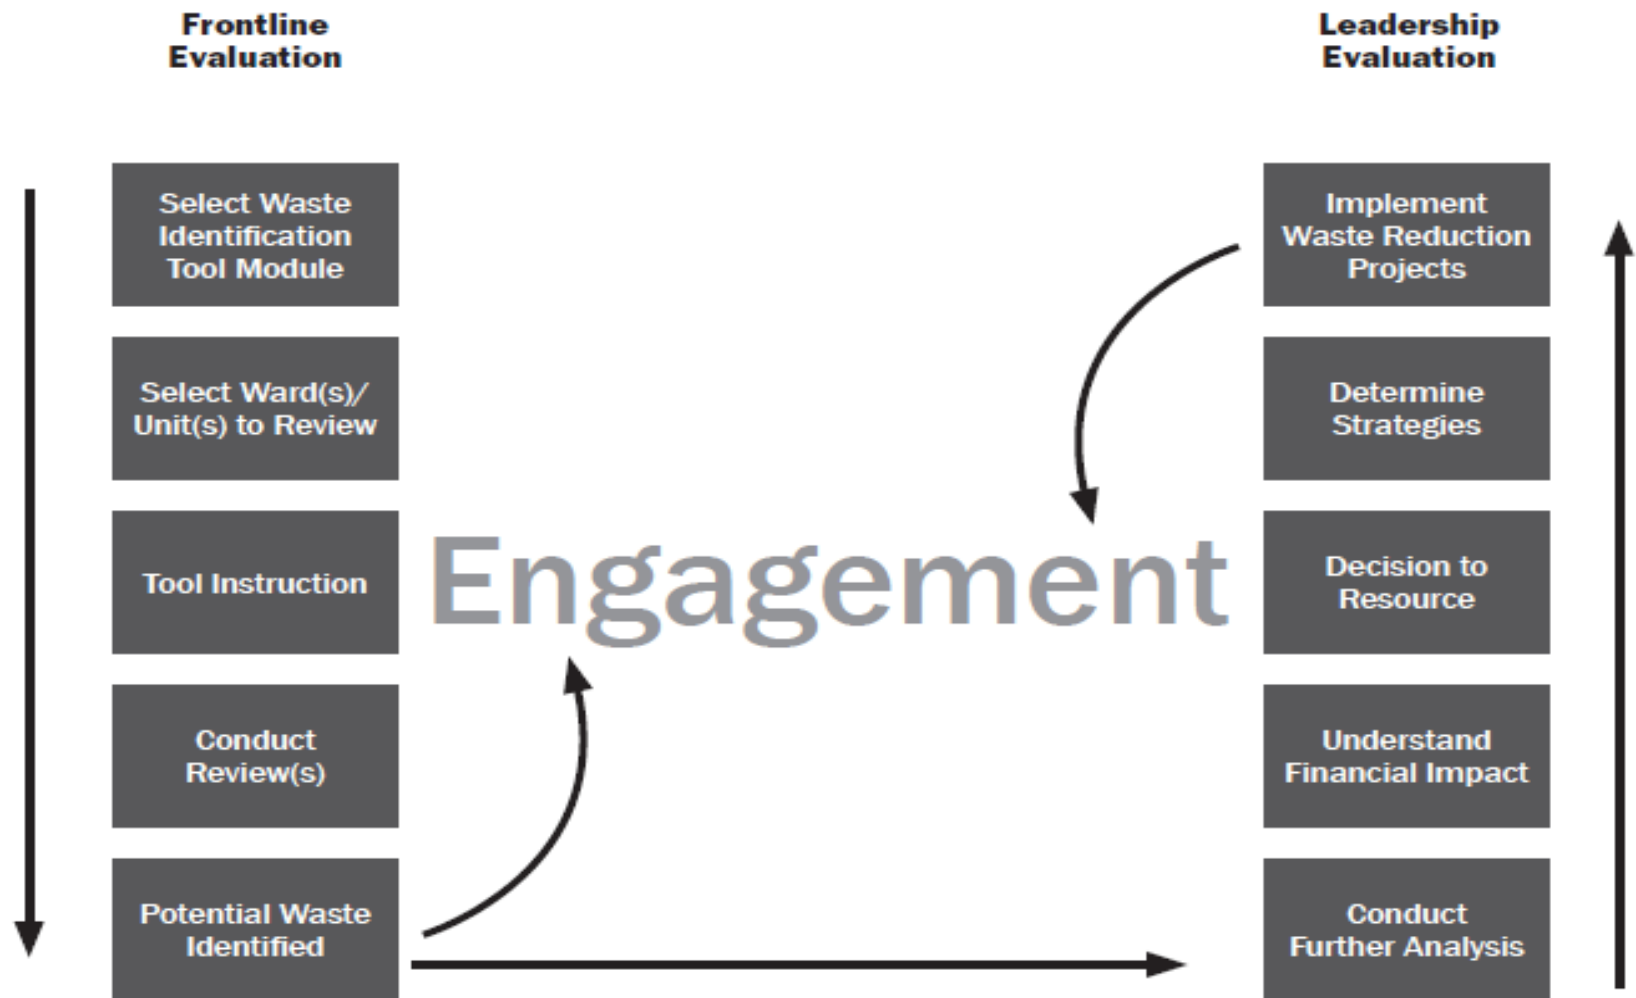 Frontline
Evaluation
Select Waste
Identification
Tool Module
Select Ward(s)/
Unit(s) to Review
Tool Instruction
Conduct
Review(s)
Potential Waste
Identified
Engagement
Leadership
Evaluation
Implement
Waste Reduction
Projects
Determine
Strategies
Decision to
Resource
Understand
Financial Impact
Conduct
Further Analysis